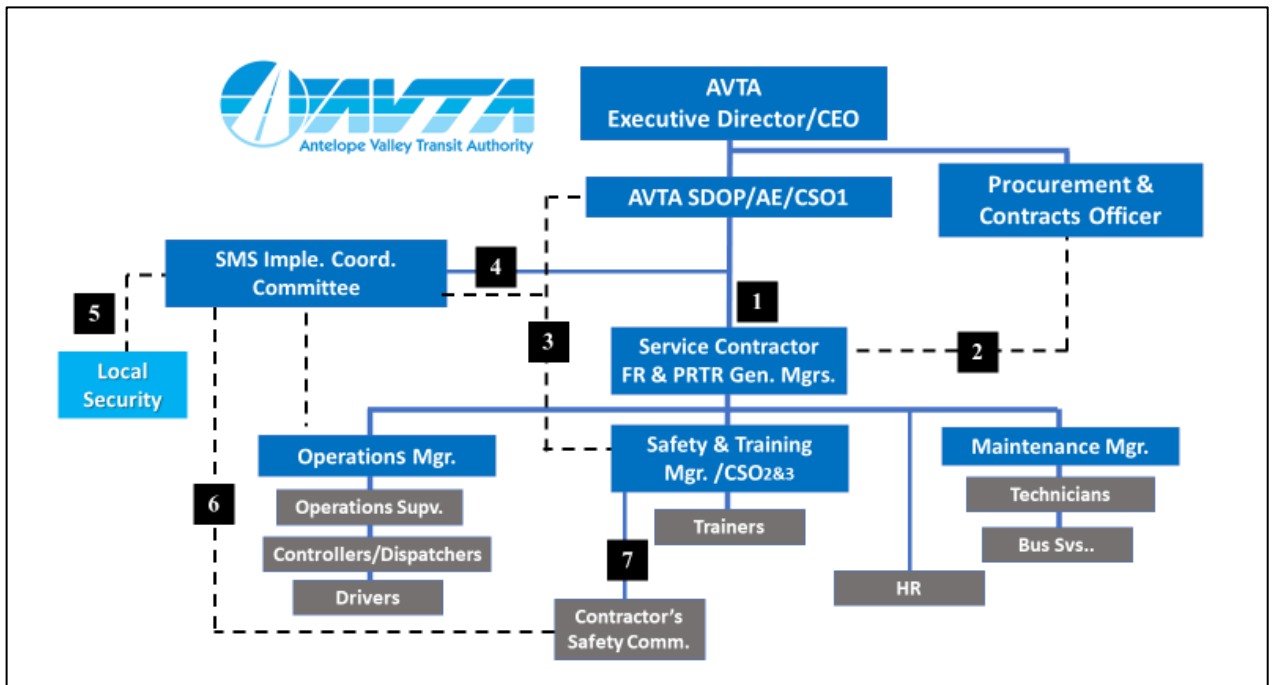 AVTA
Antelope Valley Transit Authority
AVTA
Executive Director/CEO
AVTA SDOP/AE/CSO1
Procurement &
Contracts Officer
SMS Imple. Coord.
Committee
4
1
5
3
2
Service Contractor
FR & PRTR Gen. Mgrs.
Local
Security
Operations Mgr.
Safety & Training
Mgr. /CSO2&3
Maintenance Mgr.
6
Operations Supv.
Technicians
Controllers/Dispatchers
Trainers
Bus Svs..
7
Drivers
HR
Contractor's
Safety Comm.